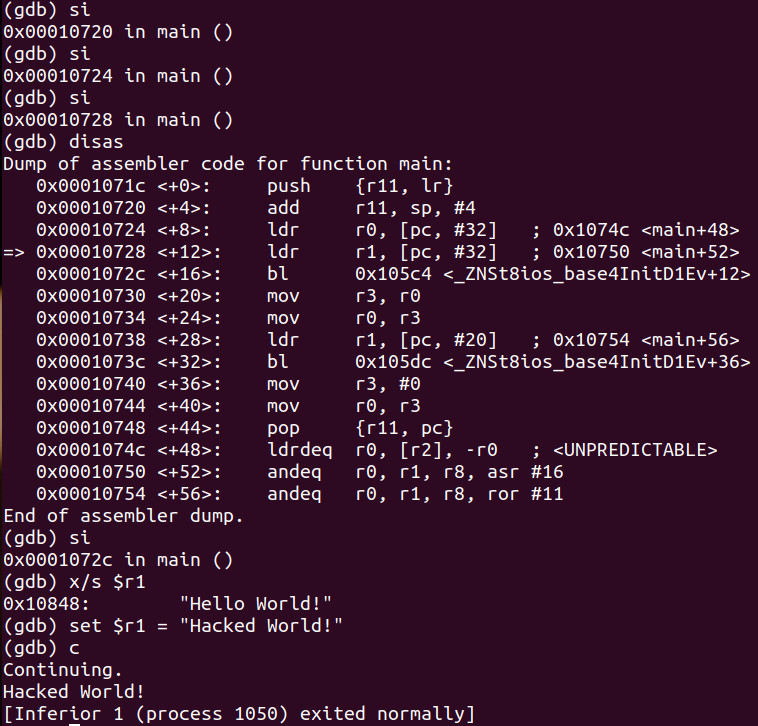 (gdb) si
0x00010720 in main ()
(gdb) si
0x00010724 in main ()
(gdb) si
0x00010728 in main ()
(gdb) disas
Dump of assembler code for function main:
   0x0001071c <+0>:     push    {r11, lr}
   0x00010720 <+4>:     add     r11, sp, #4
   0x00010724 <+8>:     ldr     r0, [pc, #32]   ; 0x1074c <main+48>
=> 0x00010728 <+12>:    ldr     r1, [pc, #32]   ; 0x10750 <main+52>
   0x0001072c <+16>:    bl      0x105c4 <_ZNSt8ios_base4InitD1Ev+12>
   0x00010730 <+20>:    mov     r3, r0
   0x00010734 <+24>:    mov     r0, r3
   0x00010738 <+28>:    ldr     r1, [pc, #20]   ; 0x10754 <main+56>
   0x0001073c <+32>:    bl      0x105dc <_ZNSt8ios_base4InitD1Ev+36>
   0x00010740 <+36>:    mov     r3, #0
   0x00010744 <+40>:    mov     r0, r3
   0x00010748 <+44>:    pop     {r11, pc}
   0x0001074c <+48>:    ldrdeq  r0, [r2], -r0   ; <UNPREDICTABLE>
   0x00010750 <+52>:    andeq   r0, r1, r8, asr #16
   0x00010754 <+56>:    andeq   r0, r1, r8, ror #11
End of assembler dump.
(gdb) si
0x0001072c in main ()
(gdb) x/s $r1
0x10848:        "Hello World!"
(gdb) set $r1 = "Hacked World!"
(gdb) c
Continuing.
Hacked World!
[Inferior 1 (process 1050) exited normally]